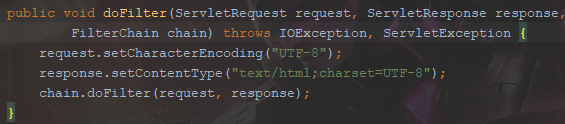 public void doFilter(ServletRequest request, ServletResponse response,
FilterChain chain) throws IOException, ServletException {
request.setCharacterEncoding("UTF-8");
response.setContentType("text/html;charset=UTF-8");
chain.doFilter(request, response);
}